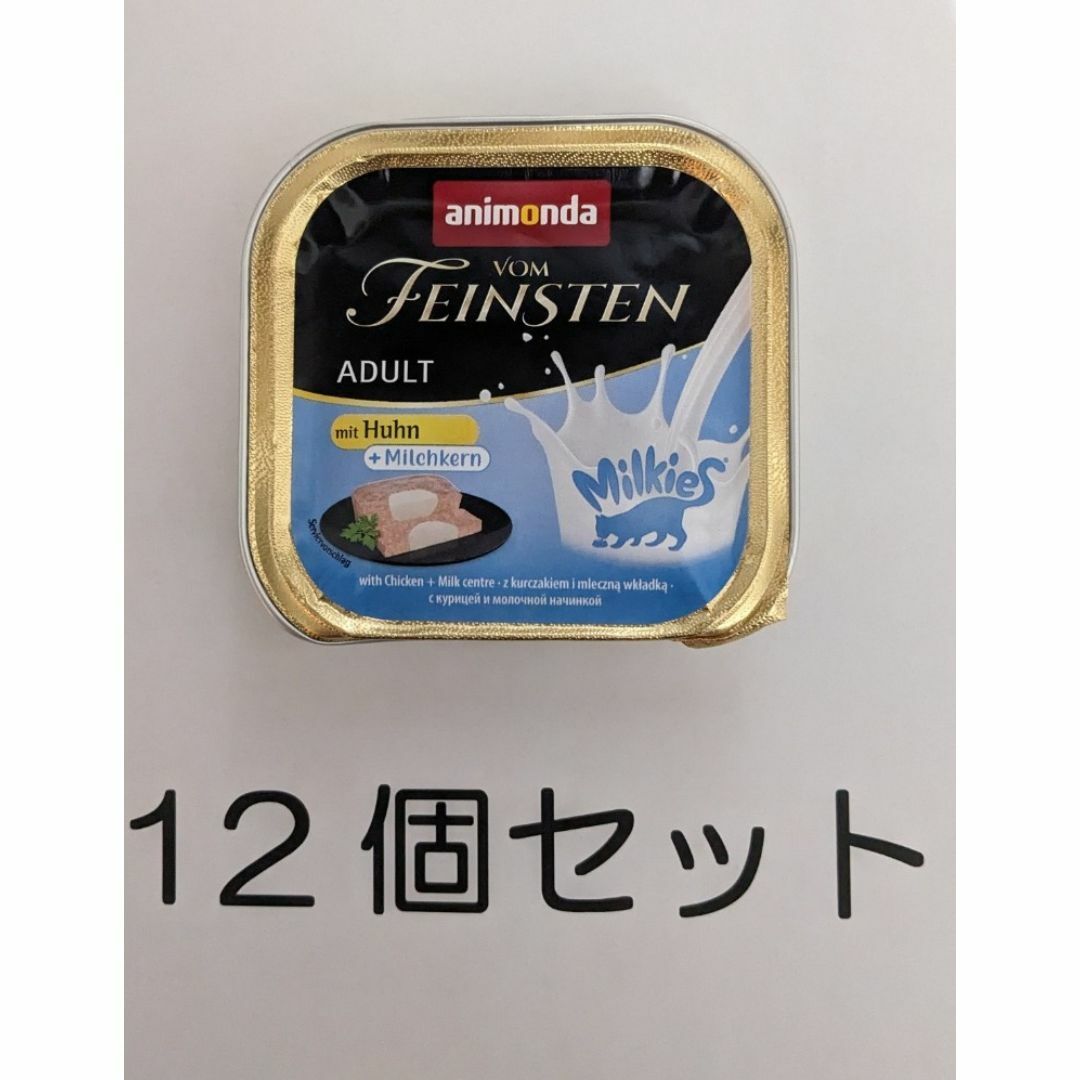 animonda
VOM
FEINSTEN
ADULT
mit Huhn
+ Milchkern
Milkies
Serviervorschlag
with Chicken + Milk centre · z kurczakiem i mleczną wkładką ·
с курицей и молочной начинкой
12個セット